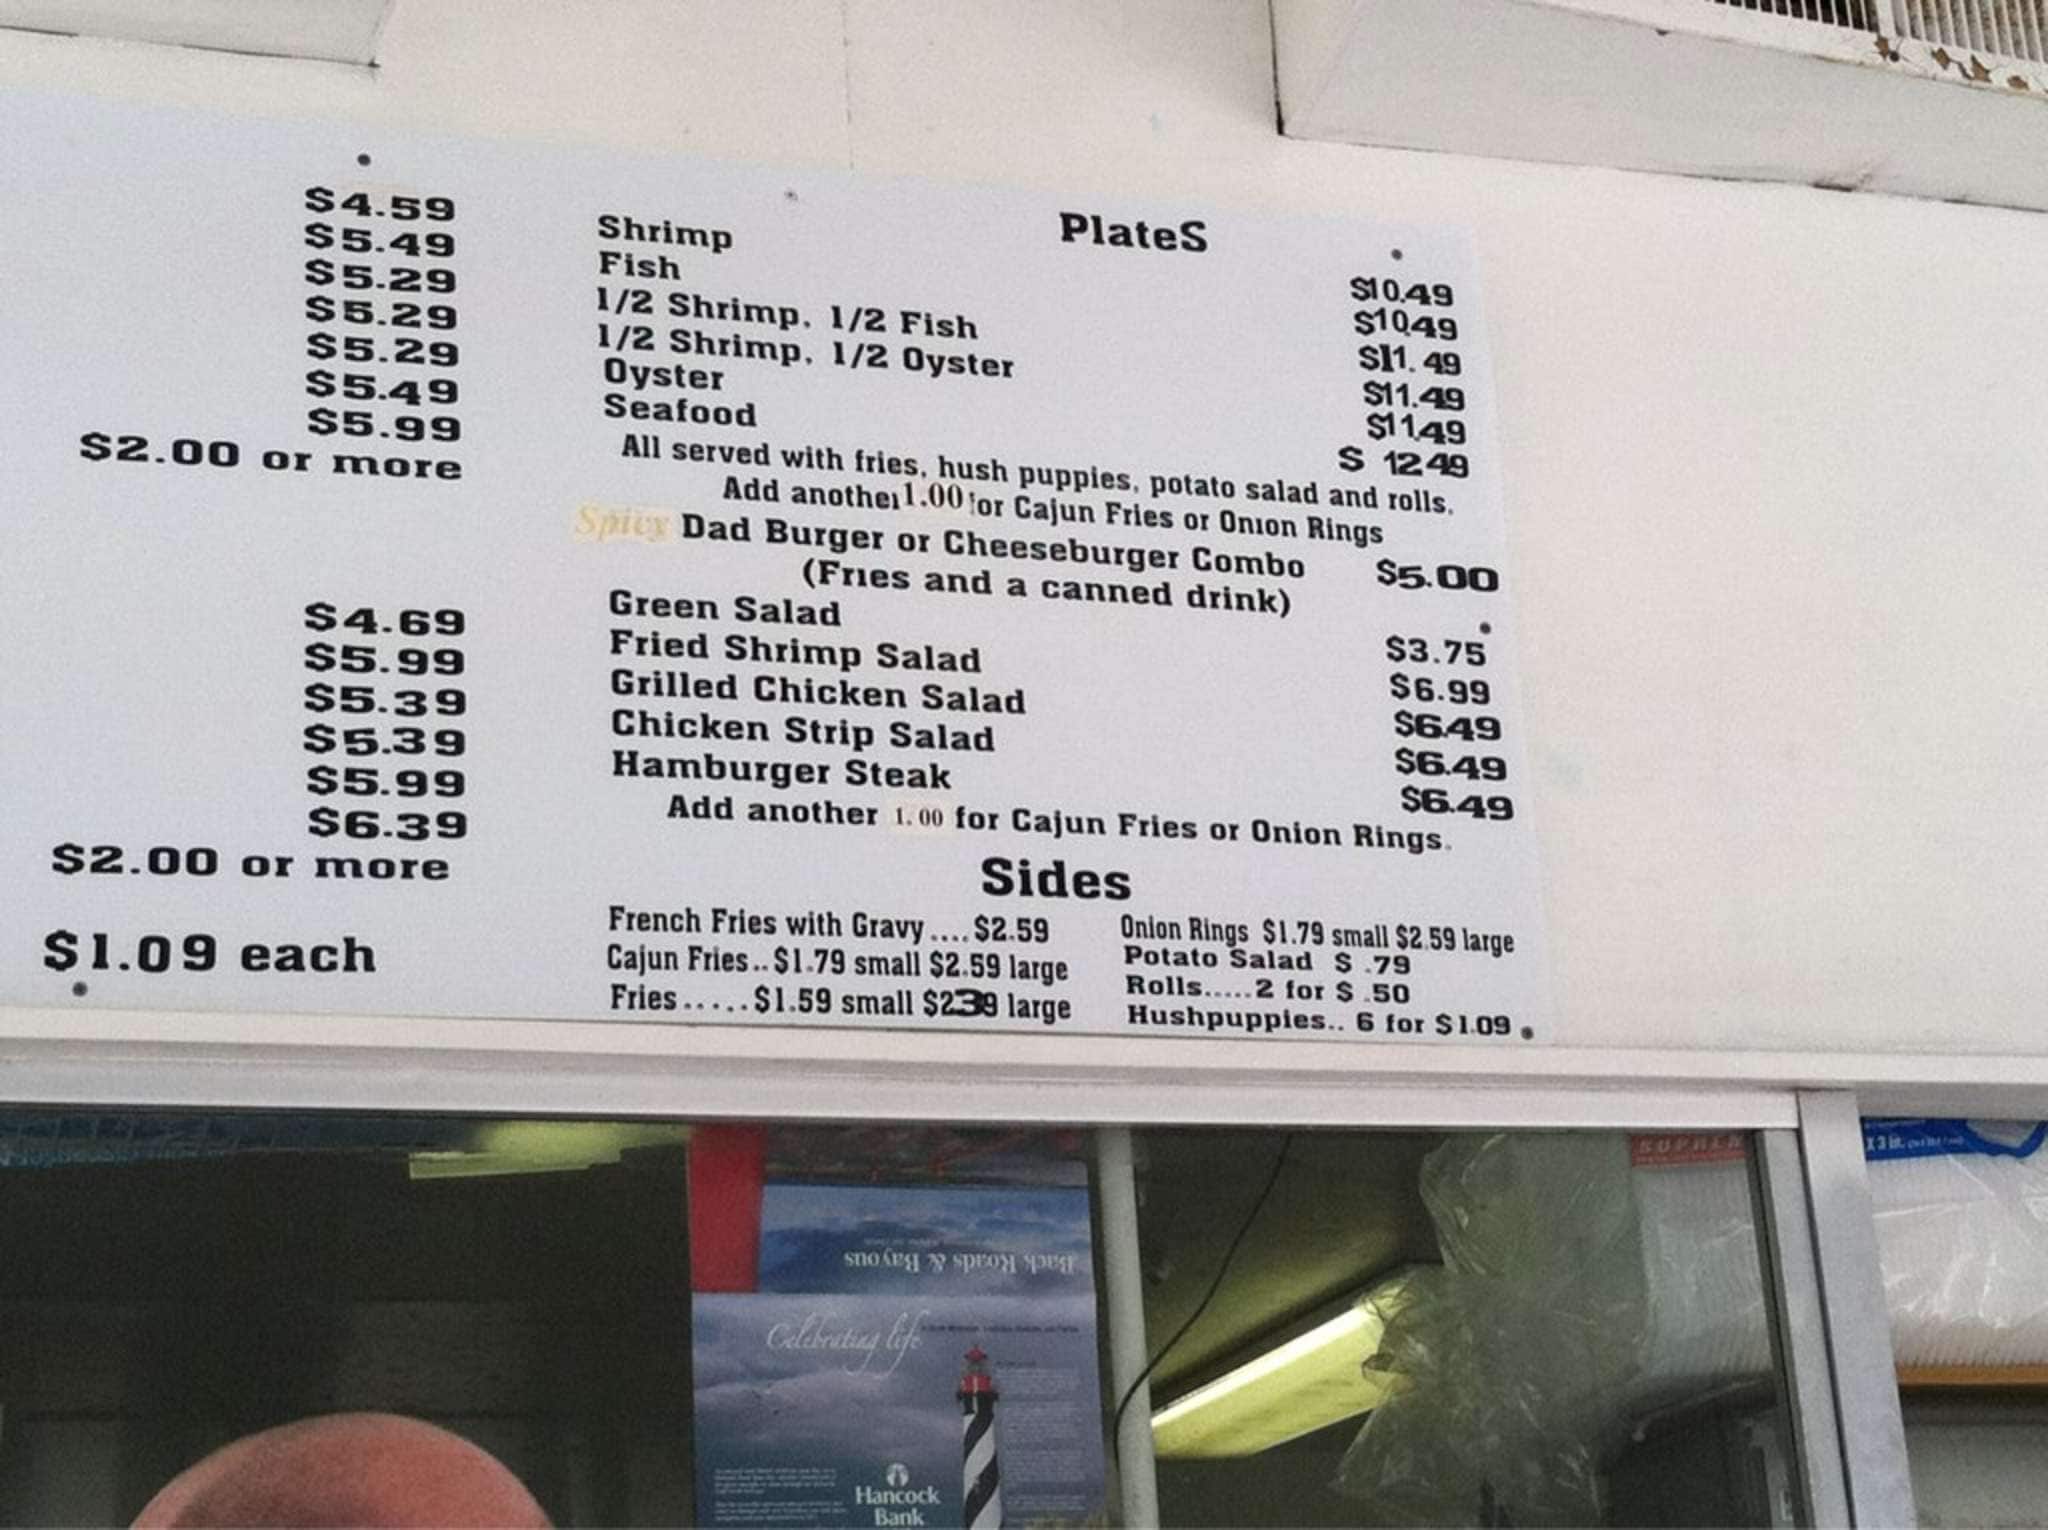 $4.59
$5.49
$5.29
$5.29
$5.29
$5.49
$5.99
$2.00 or more
$4.69
$5.99
$5.39
$5.39
$5.99
$6.39
$2.00 or more
$1.09 each
PlateS
Shrimp $10.49
Fish $10.49
1/2 Shrimp, 1/2 Fish $11.49
1/2 Shrimp, 1/2 Oyster $11.49
Oyster $11.49
Seafood $ 12.49
All served with fries, hush puppies, potato salad and rolls.
Add another 1.00 for Cajun Fries or Onion Rings
Spicy Dad Burger or Cheeseburger Combo $5.00
(Fries and a canned drink)
Green Salad $3.75
Fried Shrimp Salad $6.99
Grilled Chicken Salad $6.49
Chicken Strip Salad $6.49
Hamburger Steak $6.49
Add another 1.00 for Cajun Fries or Onion Rings.
Sides
French Fries with Gravy .... $2.59
Cajun Fries .. $1.79 small $2.59 large
Fries ..... $1.59 small $2.39 large
Onion Rings $1.79 small $2.59 large
Potato Salad $ .79
Rolls.....2 for $ .50
Hushpuppies.. 6 for $1.09
Back Roads & Bayous
Celebrating life
Hancock
Bank